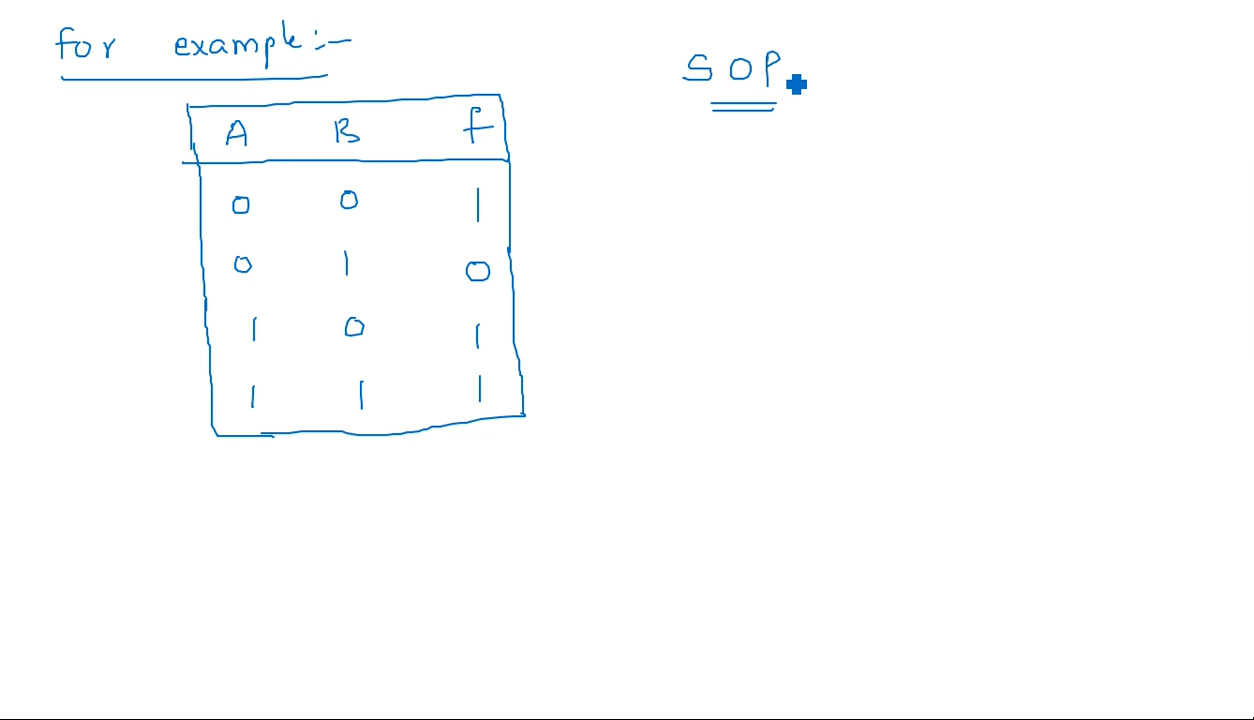 for example:-
SOP
A B f
0 0 1
0 1 0
1 0 1
1 1 1